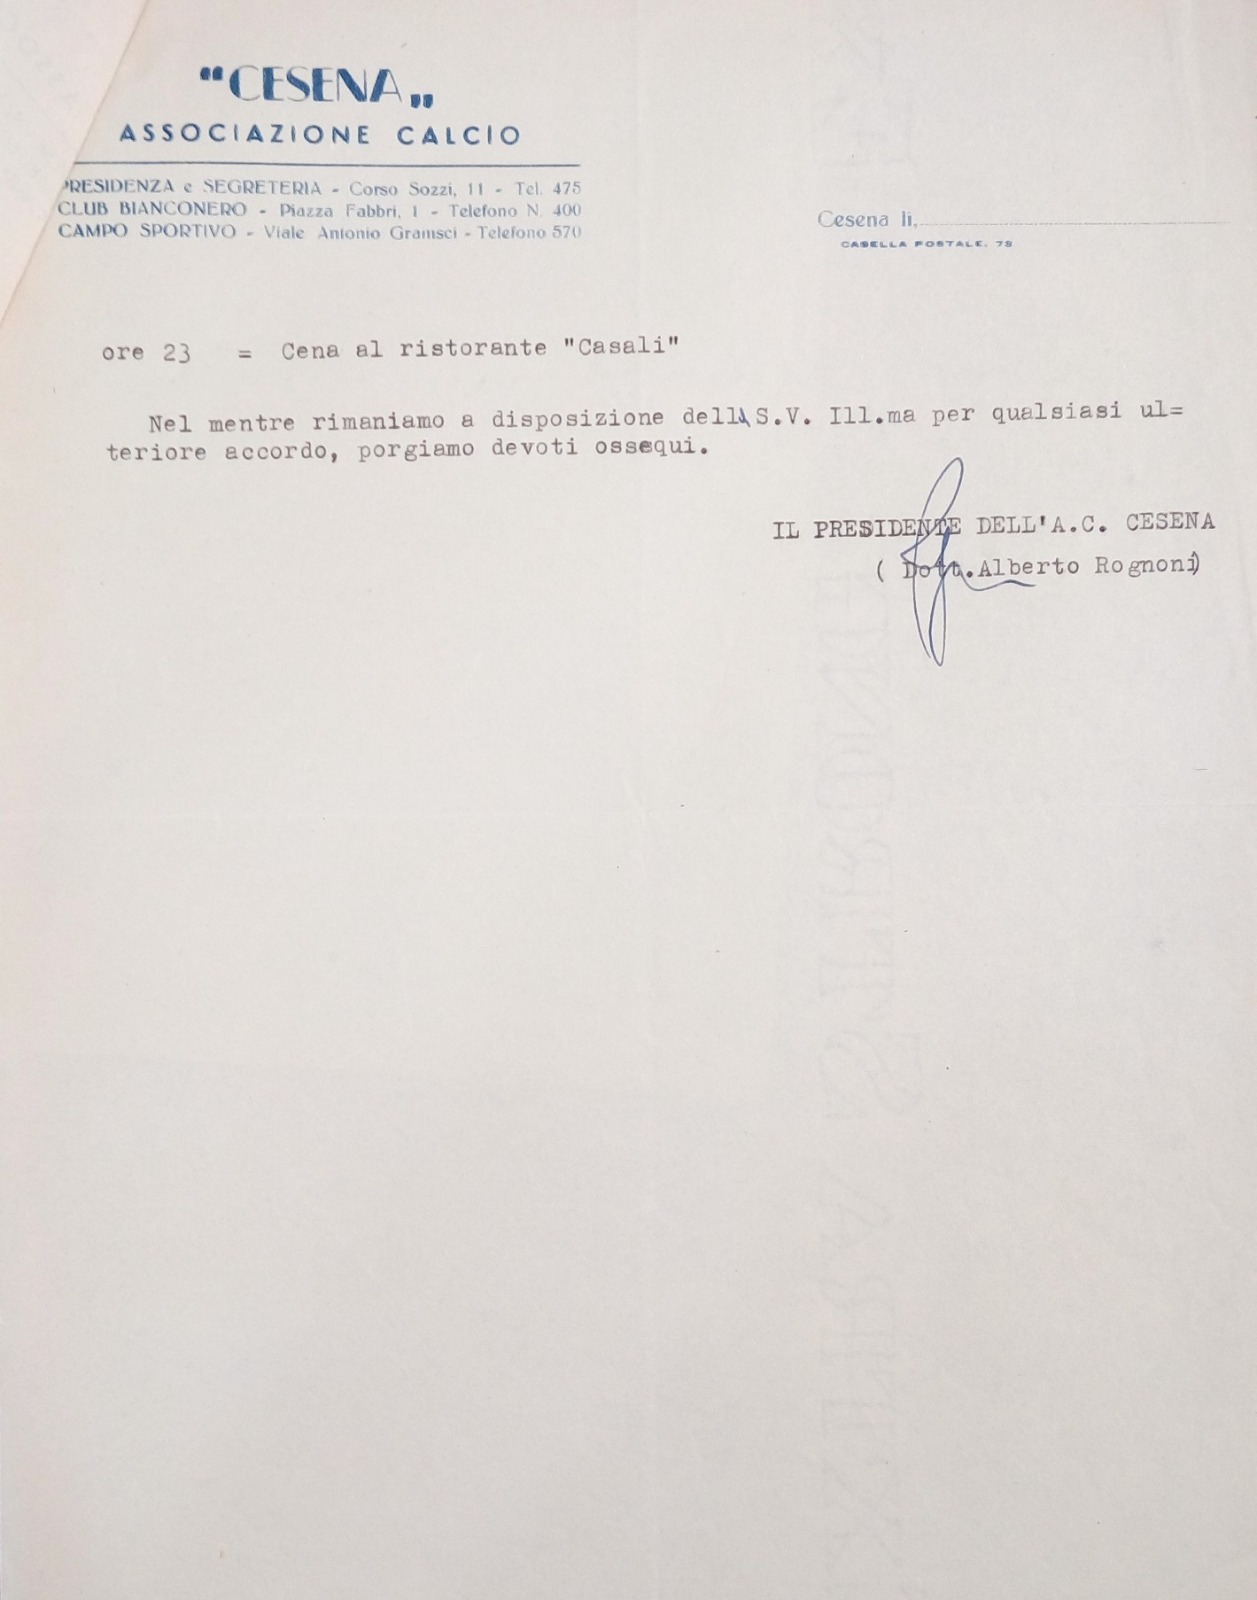 "CESENA„
ASSOCIAZIONE CALCIO
PRESIDENZA e SEGRETERIA - Corso Sozzi, 11 - Tel. 475
CLUB BIANCONERO - Piazza Fabbri, 1 - Telefono N. 400
CAMPO SPORTIVO - Viale Antonio Gramsci - Telefono 570
Cesena li,
CASELLA POSTALE, 78
ore 23 = Cena al ristorante "Casali"
Nel mentre rimaniamo a disposizione della S.V. Ill.ma per qualsiasi ul=
teriore accordo, porgiamo devoti ossequi.
IL PRESIDENTE DELL'A.C. CESENA
( Dott.Alberto Rognoni)